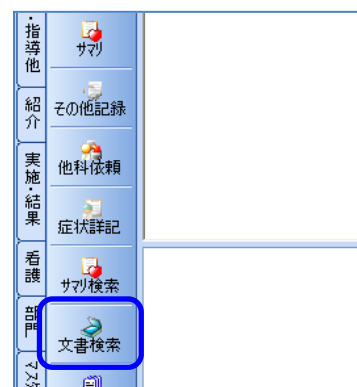 ・指導他
紹介
実施・結果
看護
部門
サマリ
その他記録
他科依頼
症状詳記
サマリ検索
文書検索